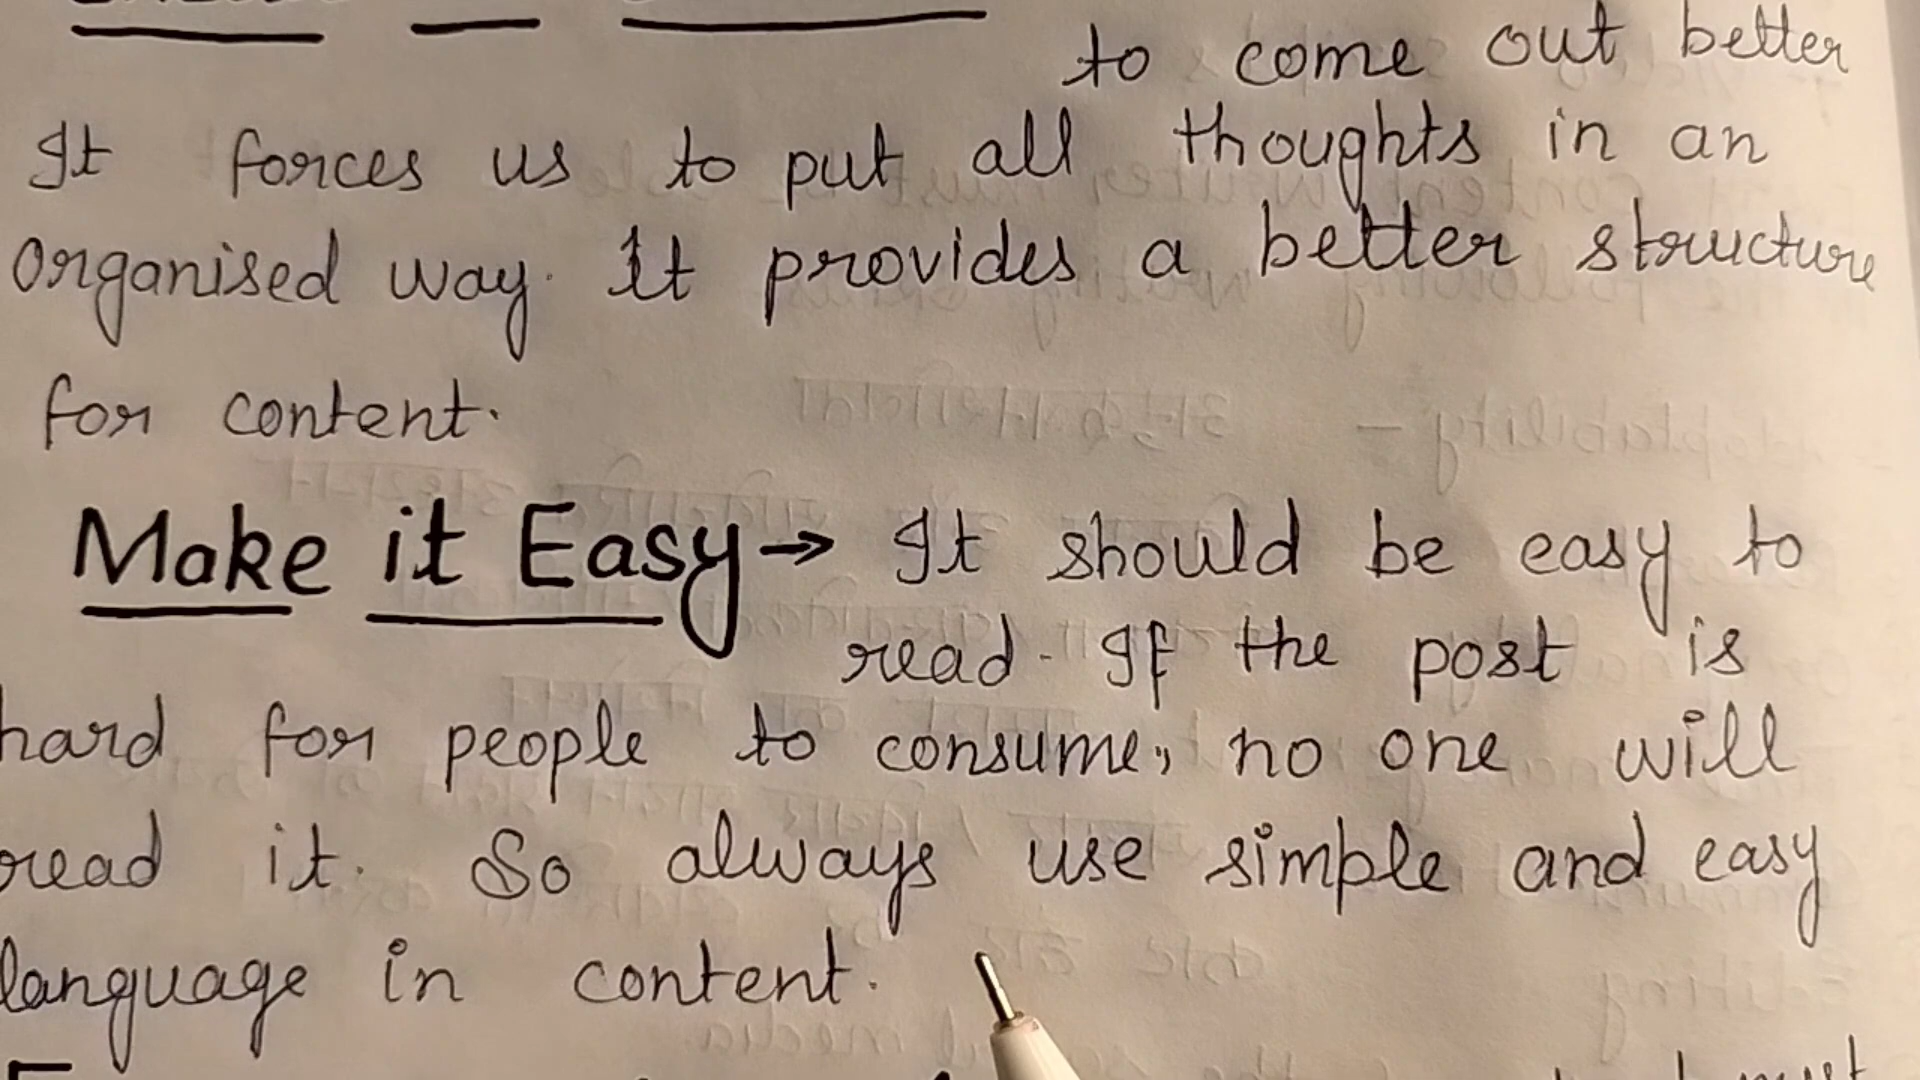 to come out better
It forces us to put all thoughts in an
organised way. It provides a better structure
for content.
Make it Easy → It should be easy to
read. If the post is
hard for people to consume, no one will
read it. So always use simple and easy
language in content.
must